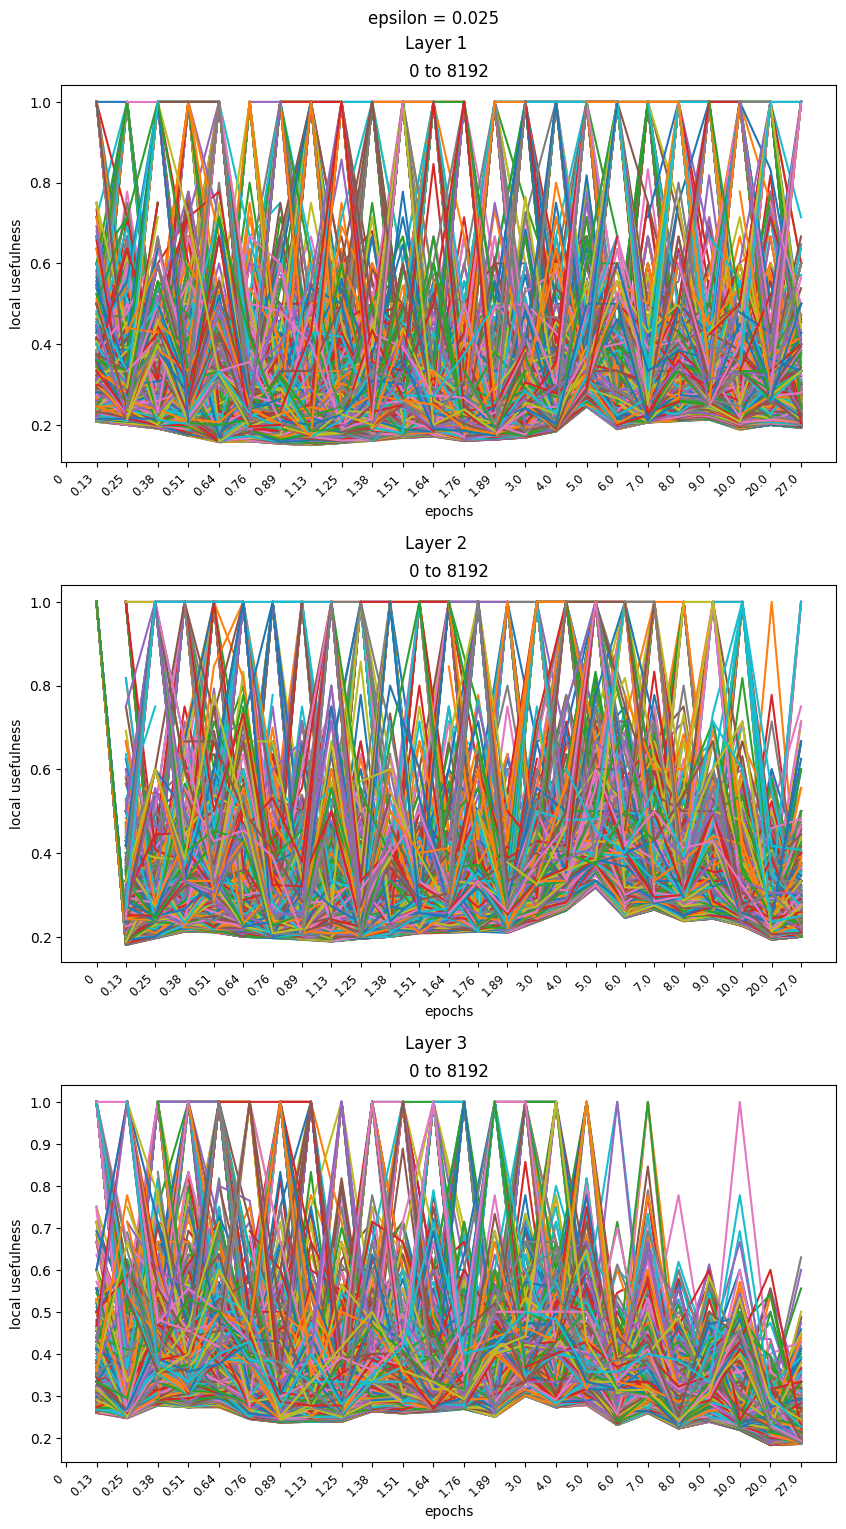 epsilon = 0.025
Layer 1
0 to 8192
1.0
0.8
0.6
0.4
0.2
local usefulness
0 0.13 0.25 0.38 0.51 0.64 0.76 0.89 1.13 1.25 1.38 1.51 1.64 1.76 1.89 3.0 4.0 5.0 6.0 7.0 8.0 9.0 10.0 20.0 27.0
epochs
Layer 2
0 to 8192
1.0
0.8
0.6
0.4
0.2
local usefulness
0 0.13 0.25 0.38 0.51 0.64 0.76 0.89 1.13 1.25 1.38 1.51 1.64 1.76 1.89 3.0 4.0 5.0 6.0 7.0 8.0 9.0 10.0 20.0 27.0
epochs
Layer 3
0 to 8192
1.0
0.9
0.8
0.7
0.6
0.5
0.4
0.3
0.2
local usefulness
0 0.13 0.25 0.38 0.51 0.64 0.76 0.89 1.13 1.25 1.38 1.51 1.64 1.76 1.89 3.0 4.0 5.0 6.0 7.0 8.0 9.0 10.0 20.0 27.0
epochs